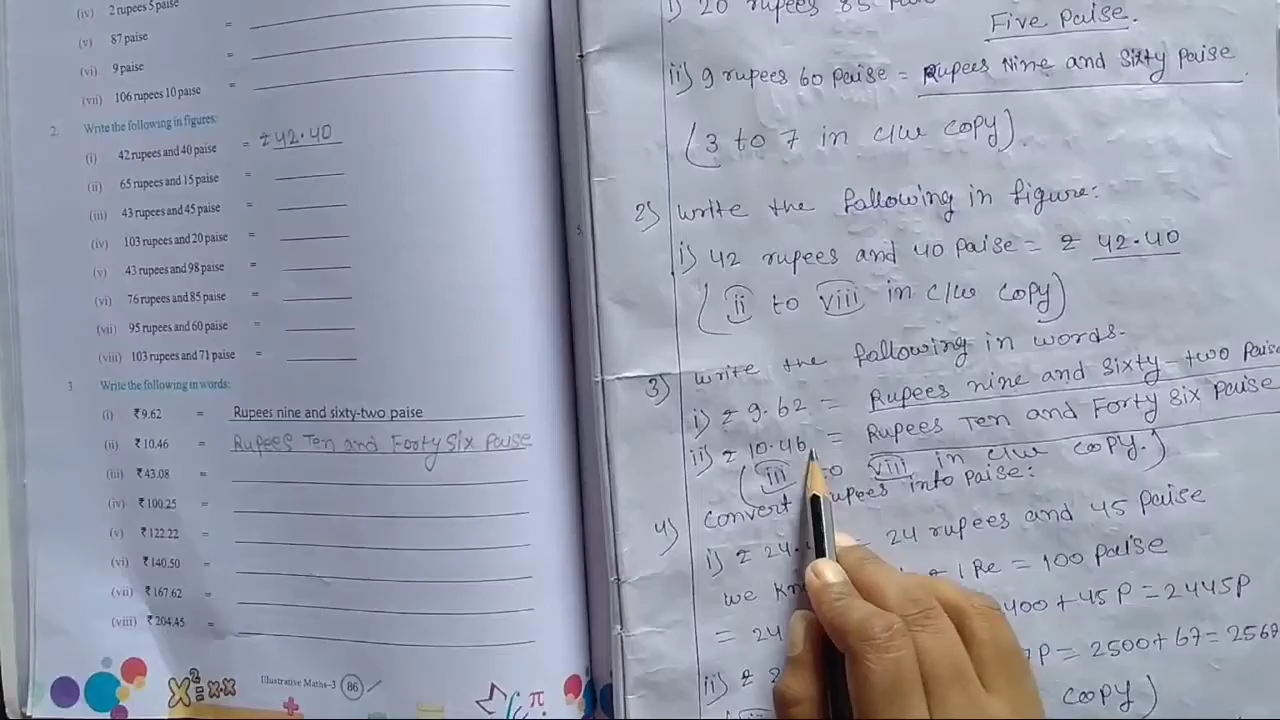 (iv) 2 rupees 5 paise =
(v) 87 paise =
(vi) 9 paise =
(vii) 106 rupees 10 paise =
2. Write the following in figures:
(i) 42 rupees and 40 paise = ₹42.40
(ii) 65 rupees and 15 paise =
(iii) 43 rupees and 45 paise =
(iv) 103 rupees and 20 paise =
(v) 43 rupees and 98 paise =
(vi) 76 rupees and 85 paise =
(vii) 95 rupees and 60 paise =
(viii) 103 rupees and 71 paise =
3 Write the following in words:
(i) ₹9.62 = Rupees nine and sixty-two paise
(ii) ₹10.46 = Rupees Ten and Forty six Paise
(iii) ₹43.08 =
(iv) ₹100.25 =
(v) ₹122.22 =
(vi) ₹140.50 =
(vii) ₹167.62 =
(viii) ₹204.45 =
Illustrative Maths-3 86
5.
i) 20 rupees 85
Five Paise.
ii) 9 rupees 60 paise = Rupees Nine and Sixty Paise
(3 to 7 in c/w copy).
2) write the following in figure:
i) 42 rupees and 40 Paise = ₹ 42.40
(ii to viii in c/w copy)
3) write the following in words.
i) ₹ 9.62 = Rupees nine and sixty-two Paise
ii) ₹ 10.46 = Rupees Ten and Forty Six Paise
(iii to viii in c/w copy.)
4) convert rupees into Paise:
i) ₹ 24. = 24 rupees and 45 Paise
we 1 Re = 100 Paise
= 24 2400 + 45 P = 2445P
P = 2500 + 67 = 2567
ii) ₹
copy)